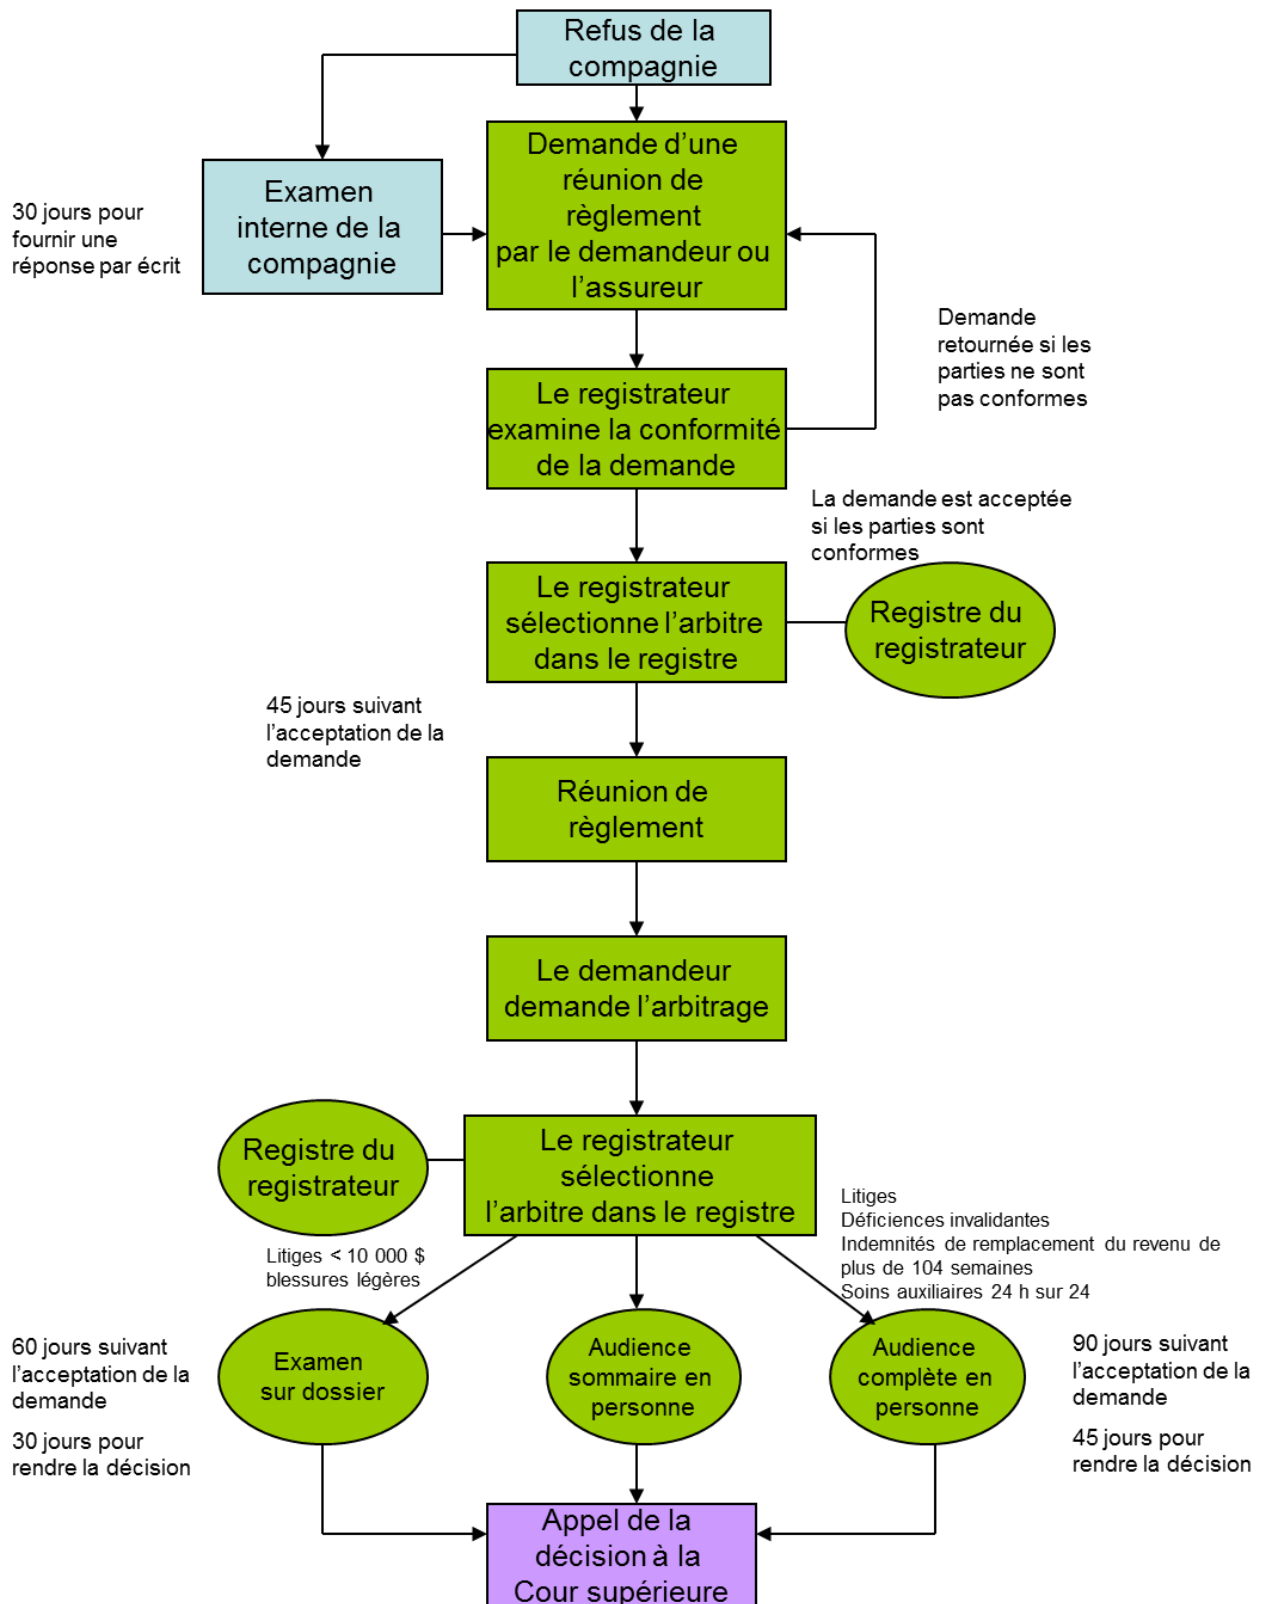 Refus de la
compagnie
Demande d’une
réunion de
règlement
par le demandeur ou
l’assureur
Examen
interne de la
compagnie
30 jours pour
fournir une
réponse par écrit
Demande
retournée si les
parties ne sont
pas conformes
Le registrateur
examine la conformité
de la demande
La demande est acceptée
si les parties sont
conformes
Le registrateur
sélectionne l’arbitre
dans le registre
Registre du
registrateur
45 jours suivant
l’acceptation de la
demande
Réunion de
règlement
Le demandeur
demande l’arbitrage
Registre du
registrateur
Le registrateur
sélectionne
l’arbitre dans le registre
Litiges < 10 000 $
blessures légères
Litiges
Déficiences invalidantes
Indemnités de remplacement du revenu de
plus de 104 semaines
Soins auxiliaires 24 h sur 24
60 jours suivant
l’acceptation de la
demande
30 jours pour
rendre la décision
Examen
sur dossier
Audience
sommaire en
personne
Audience
complète en
personne
90 jours suivant
l’acceptation de la
demande
45 jours pour
rendre la décision
Appel de la
décision à la
Cour supérieure